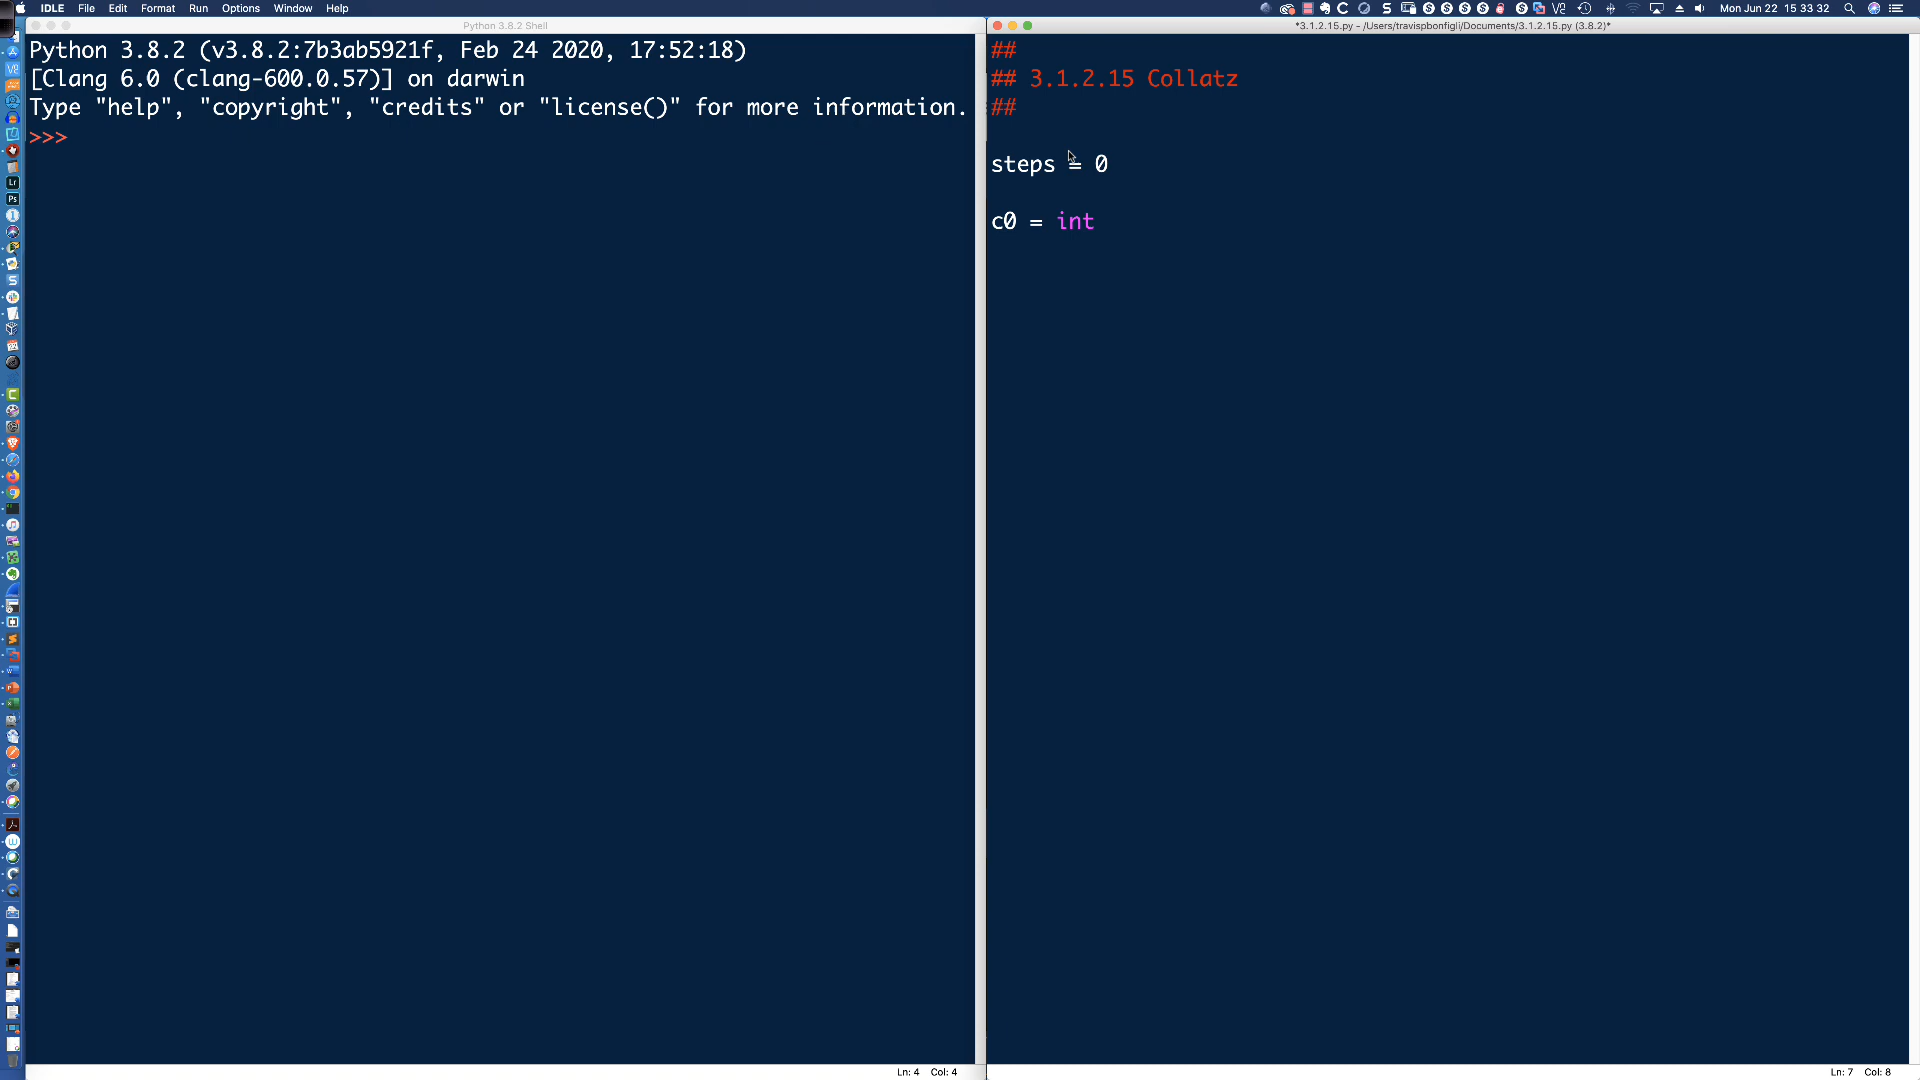 IDLE File Edit Format Run Options Window Help
Mon Jun 22 15 33 32
Python 3.8.2 Shell
Python 3.8.2 (v3.8.2:7b3ab5921f, Feb 24 2020, 17:52:18)
[Clang 6.0 (clang-600.0.57)] on darwin
Type "help", "copyright", "credits" or "license()" for more information.
>>>
Ln: 4 Col: 4
*3.1.2.15.py - /Users/travispbonfigli/Documents/3.1.2.15.py (3.8.2)*
##
## 3.1.2.15 Collatz
##
steps = 0
c0 = int
Ln: 7 Col: 8